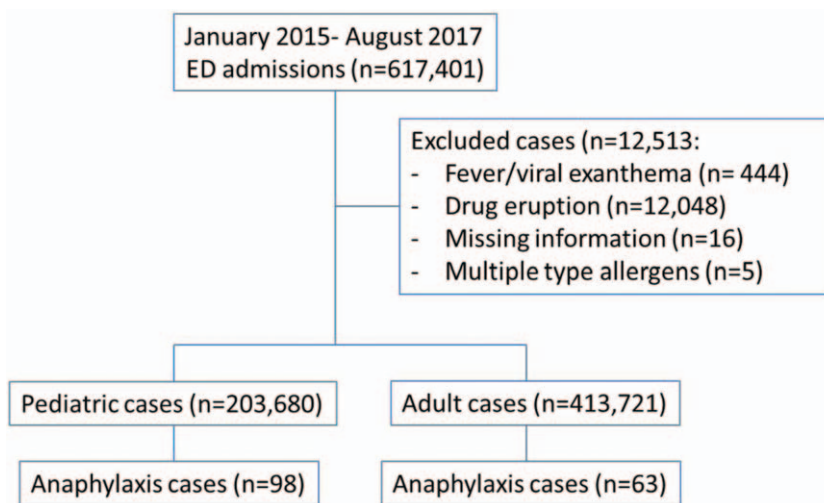 January 2015- August 2017
ED admissions (n=617,401)
Excluded cases (n=12,513:
- Fever/viral exanthema (n= 444)
- Drug eruption (n=12,048)
- Missing information (n=16)
- Multiple type allergens (n=5)
Pediatric cases (n=203,680)
Adult cases (n=413,721)
Anaphylaxis cases (n=98)
Anaphylaxis cases (n=63)